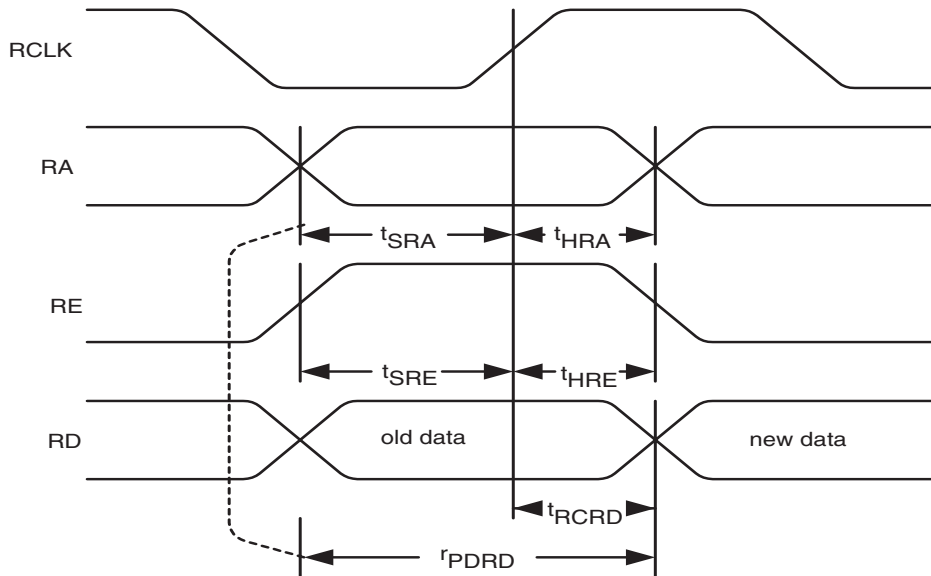 RCLK
RA
tSRA
tHRA
RE
tSRE
tHRE
RD
old data
new data
tRCRD
rPDRD